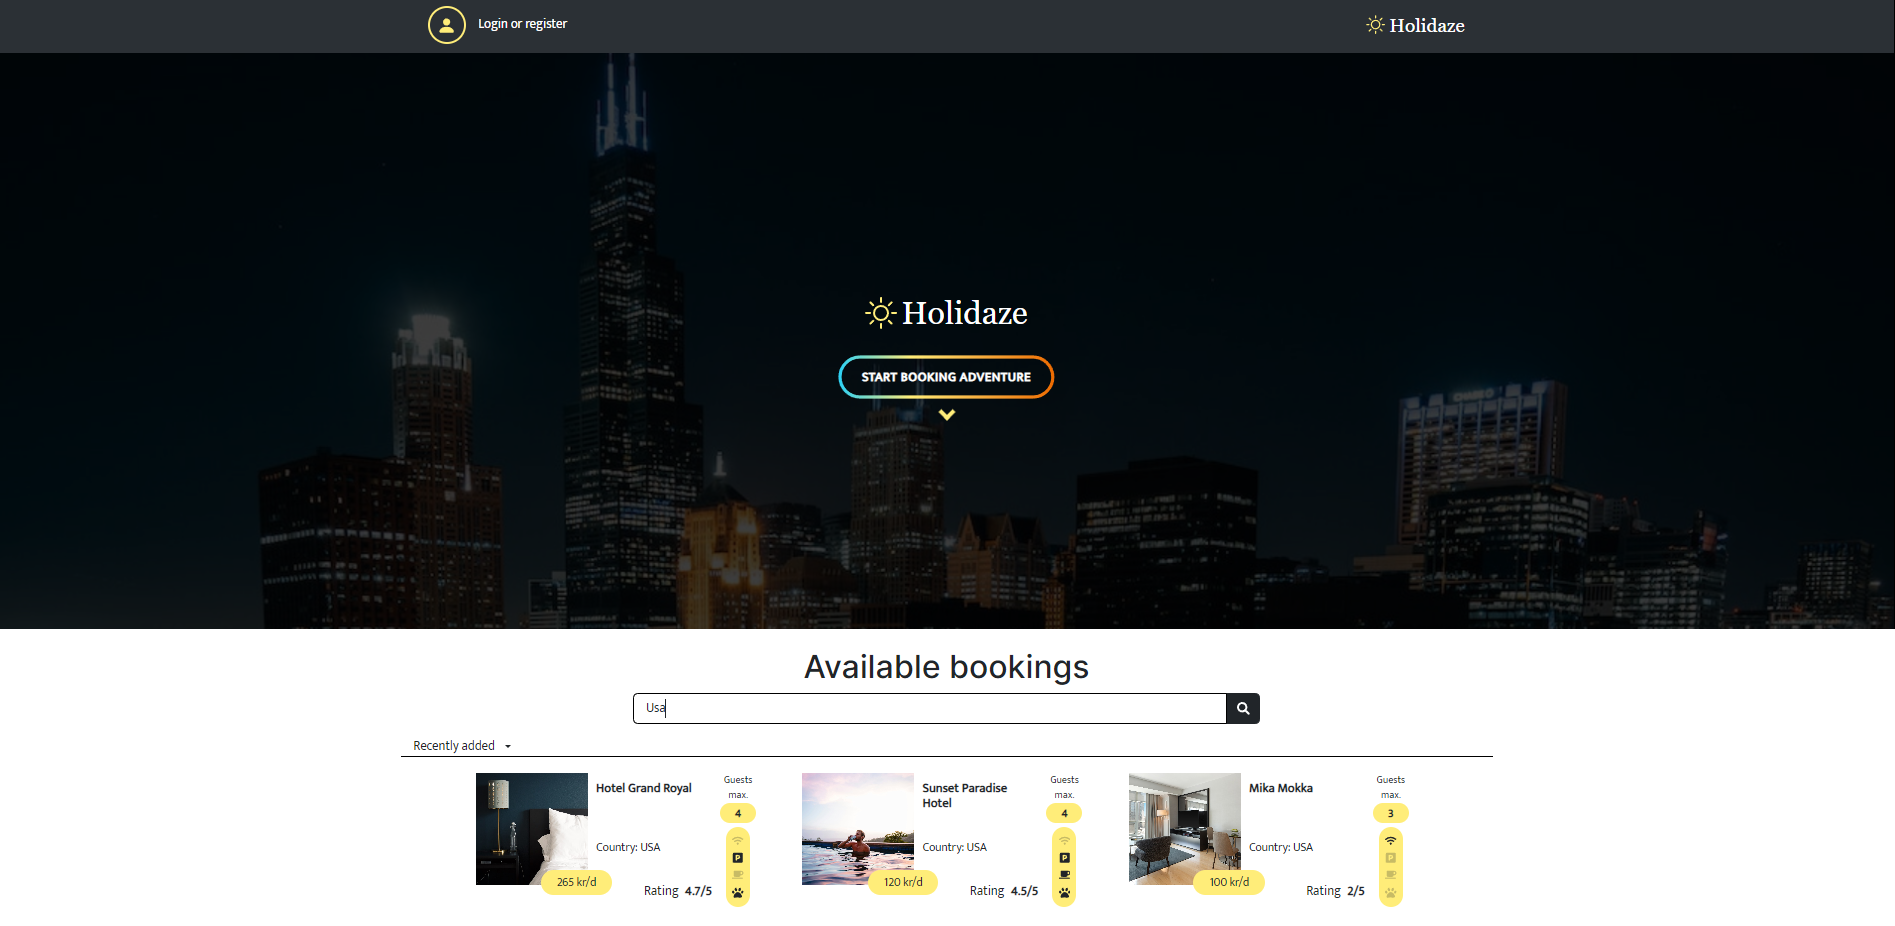 Login or register
Holidaze
Holidaze
START BOOKING ADVENTURE
Available bookings
Usa
Recently added
Hotel Grand Royal
Guests
max.
4
Country: USA
P
265 kr/d
Rating 4.7/5
Sunset Paradise
Hotel
Guests
max.
4
Country: USA
P
120 kr/d
Rating 4.5/5
Mika Mokka
Guests
max.
3
Country: USA
P
100 kr/d
Rating 2/5